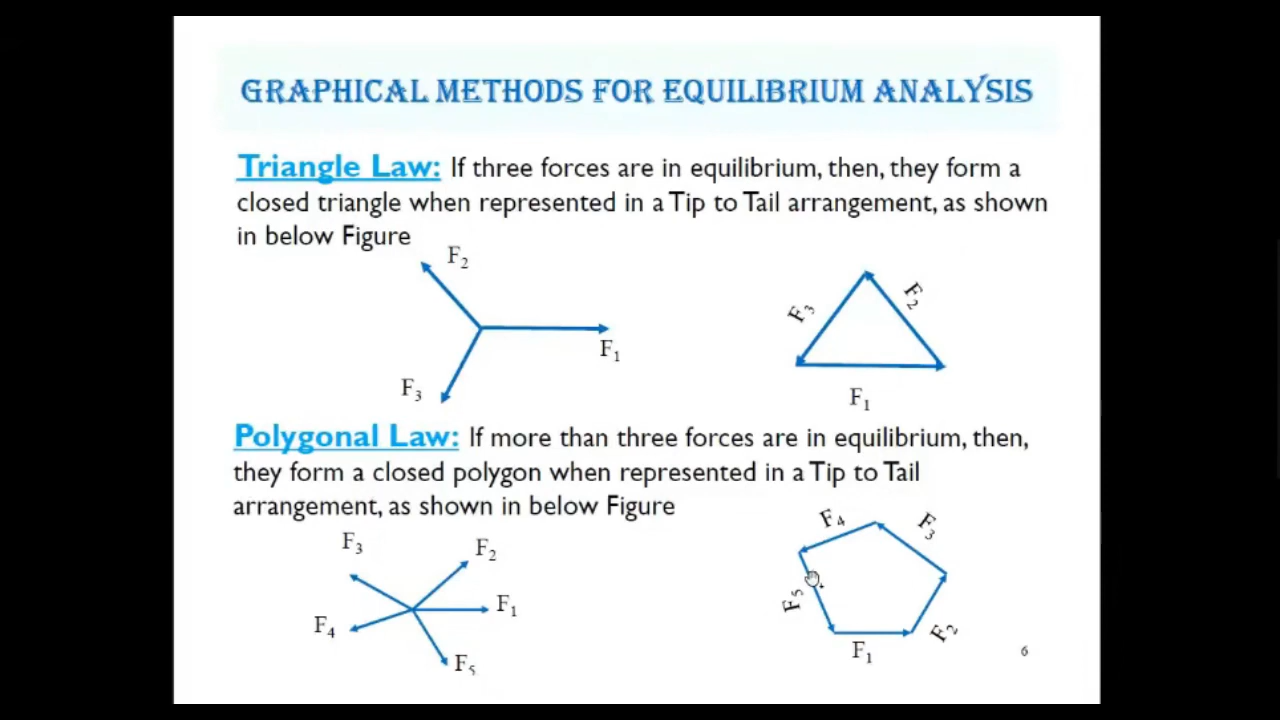 GRAPHICAL METHODS FOR EQUILIBRIUM ANALYSIS
Triangle Law: If three forces are in equilibrium, then, they form a
closed triangle when represented in a Tip to Tail arrangement, as shown
in below Figure
F₂
F₁
F₃
F₃
F₂
F₁
Polygonal Law: If more than three forces are in equilibrium, then,
they form a closed polygon when represented in a Tip to Tail
arrangement, as shown in below Figure
F₃
F₂
F₁
F₄
F₅
F₄
F₃
F₅
F₂
F₁
6